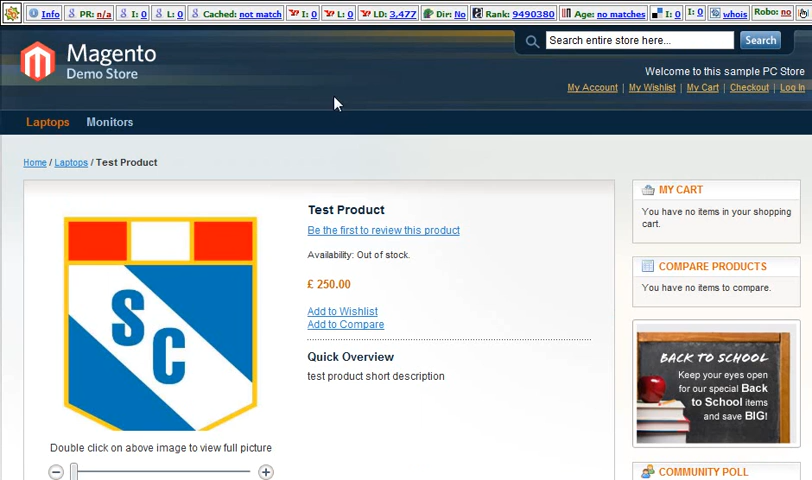 Info PR: n/a I: 0 L: 0 Cached: not match I: 0 L: 0 LD: 3,477 Dir: No Rank: 9490380 Age: no matches I: 0 I: 0 whois Robo: no
Magento
Demo Store
Search entire store here...
Search
Welcome to this sample PC Store
My Account | My Wishlist | My Cart | Checkout | Log In
Laptops Monitors
Home / Laptops / Test Product
Test Product
Be the first to review this product
Availability: Out of stock.
£ 250.00
Add to Wishlist
Add to Compare
Quick Overview
test product short description
SC
Double click on above image to view full picture
MY CART
You have no items in your shopping
cart.
COMPARE PRODUCTS
You have no items to compare.
BACK TO SCHOOL
Keep your eyes open
for our special Back
to School items
and save BIG!
COMMUNITY POLL